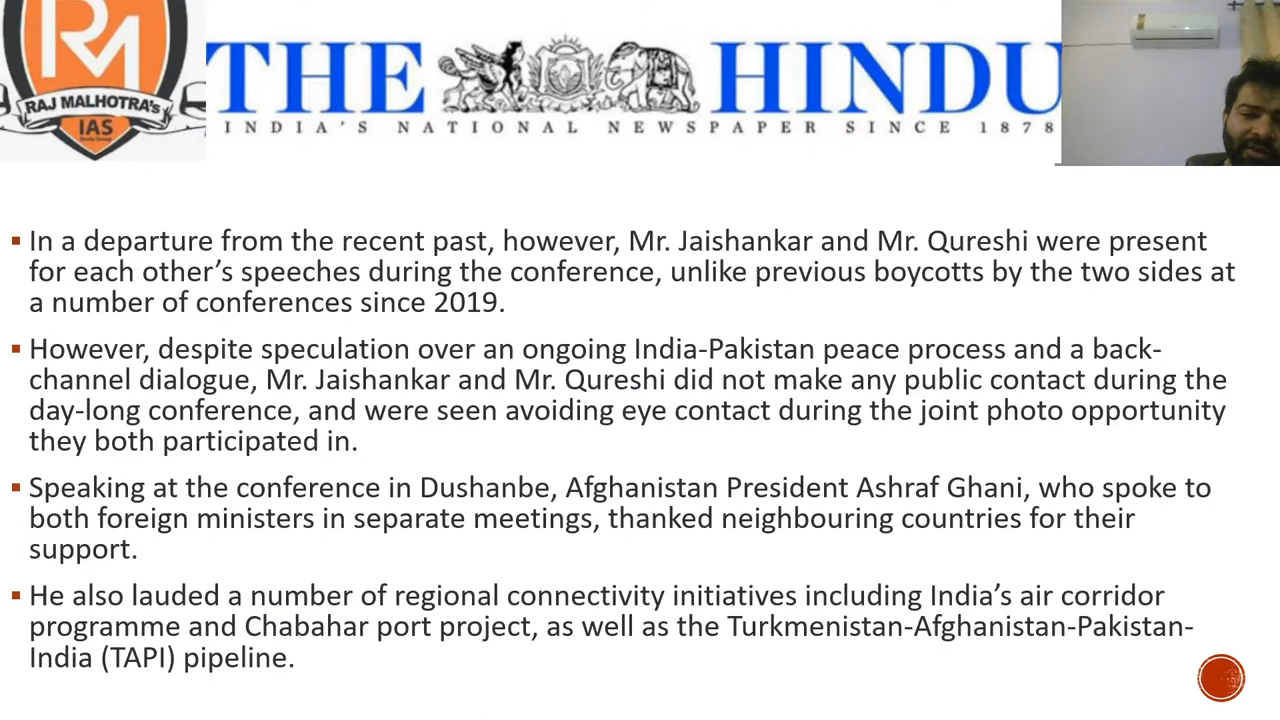 RM
RAJ MALHOTRA's
IAS
Study Group
THE HINDU
INDIA'S NATIONAL NEWSPAPER SINCE 1878
In a departure from the recent past, however, Mr. Jaishankar and Mr. Qureshi were present
for each other's speeches during the conference, unlike previous boycotts by the two sides at
a number of conferences since 2019.
However, despite speculation over an ongoing India-Pakistan peace process and a back-
channel dialogue, Mr. Jaishankar and Mr. Qureshi did not make any public contact during the
day-long conference, and were seen avoiding eye contact during the joint photo opportunity
they both participated in.
Speaking at the conference in Dushanbe, Afghanistan President Ashraf Ghani, who spoke to
both foreign ministers in separate meetings, thanked neighbouring countries for their
support.
He also lauded a number of regional connectivity initiatives including India's air corridor
programme and Chabahar port project, as well as the Turkmenistan-Afghanistan-Pakistan-
India (TAPI) pipeline.